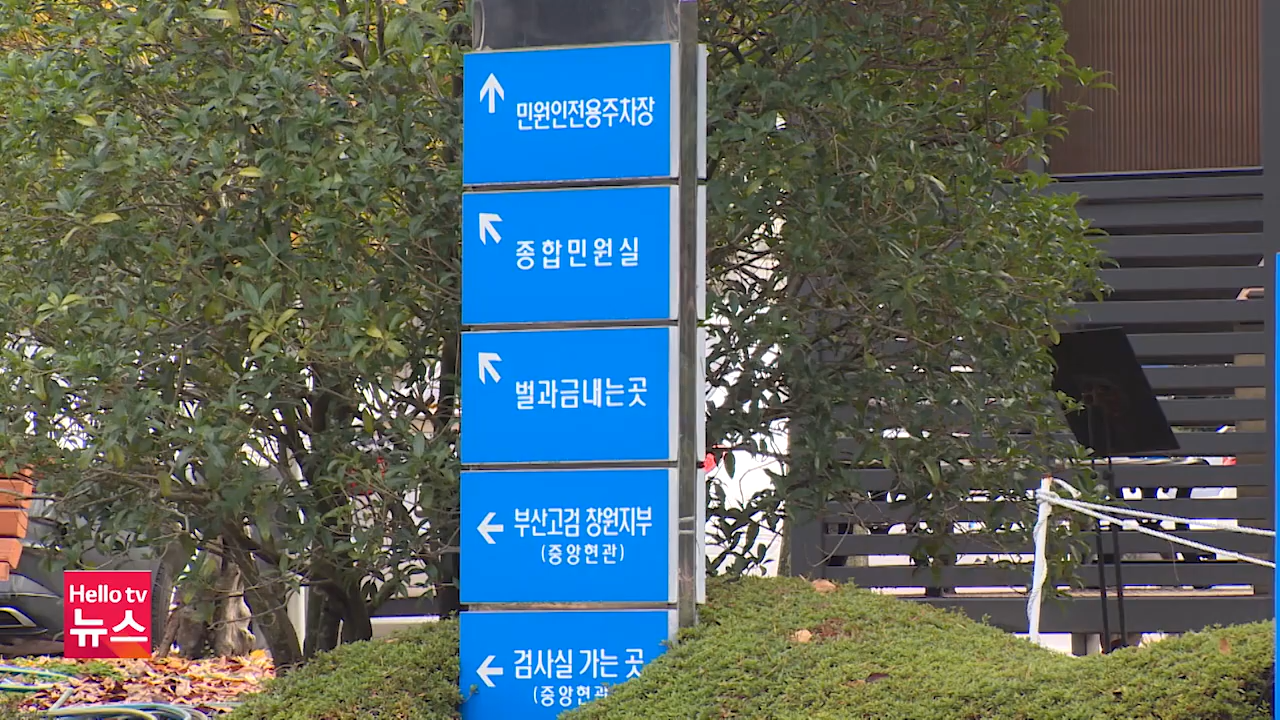 민원인전용주차장
종합민원실
벌과금내는곳
부산고검 창원지부
(중앙현관)
검사실 가는 곳
(중앙현관)
Hello tv
뉴스